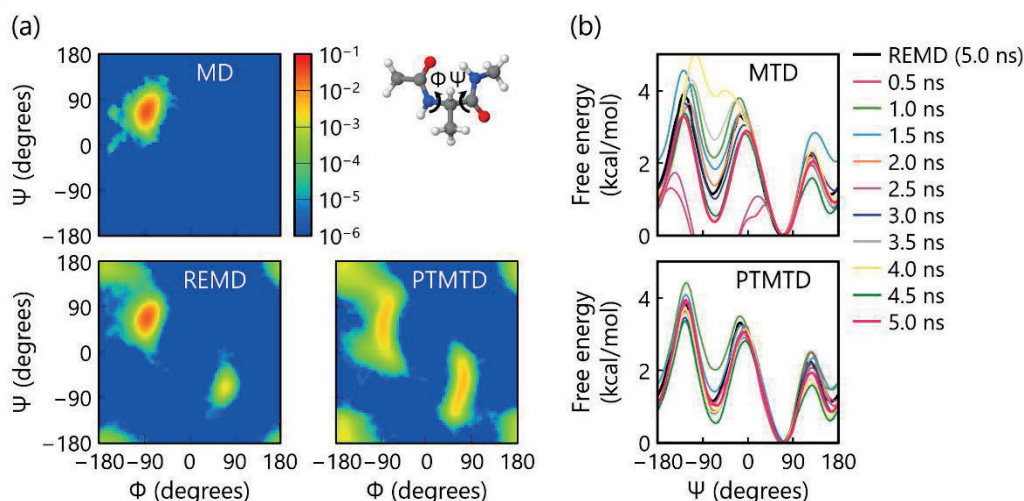 (a)
180
90
0
−90
−180
Ψ (degrees)
MD
10⁻¹
10⁻²
10⁻³
10⁻⁴
10⁻⁵
10⁻⁶
Φ Ψ
180
90
0
−90
−180
Ψ (degrees)
REMD
−180 −90 0 90 180
Φ (degrees)
PTMTD
−180 −90 0 90 180
Φ (degrees)
(b)
MTD
Free energy
(kcal/mol)
4
2
0
PTMTD
Free energy
(kcal/mol)
4
2
0
−180 −90 0 90 180
Ψ (degrees)
REMD (5.0 ns)
0.5 ns
1.0 ns
1.5 ns
2.0 ns
2.5 ns
3.0 ns
3.5 ns
4.0 ns
4.5 ns
5.0 ns